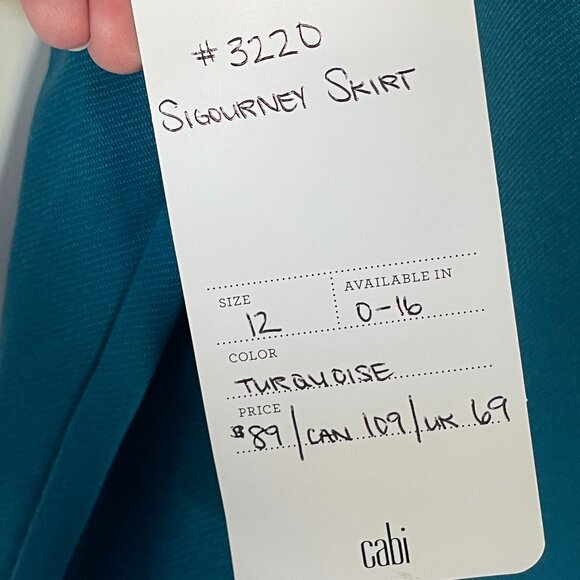 # 3220
SIGOURNEY SKIRT
SIZE
12
AVAILABLE IN
0-16
COLOR
TURQUOISE
PRICE
$89/CAN 109/UK 69
cabi